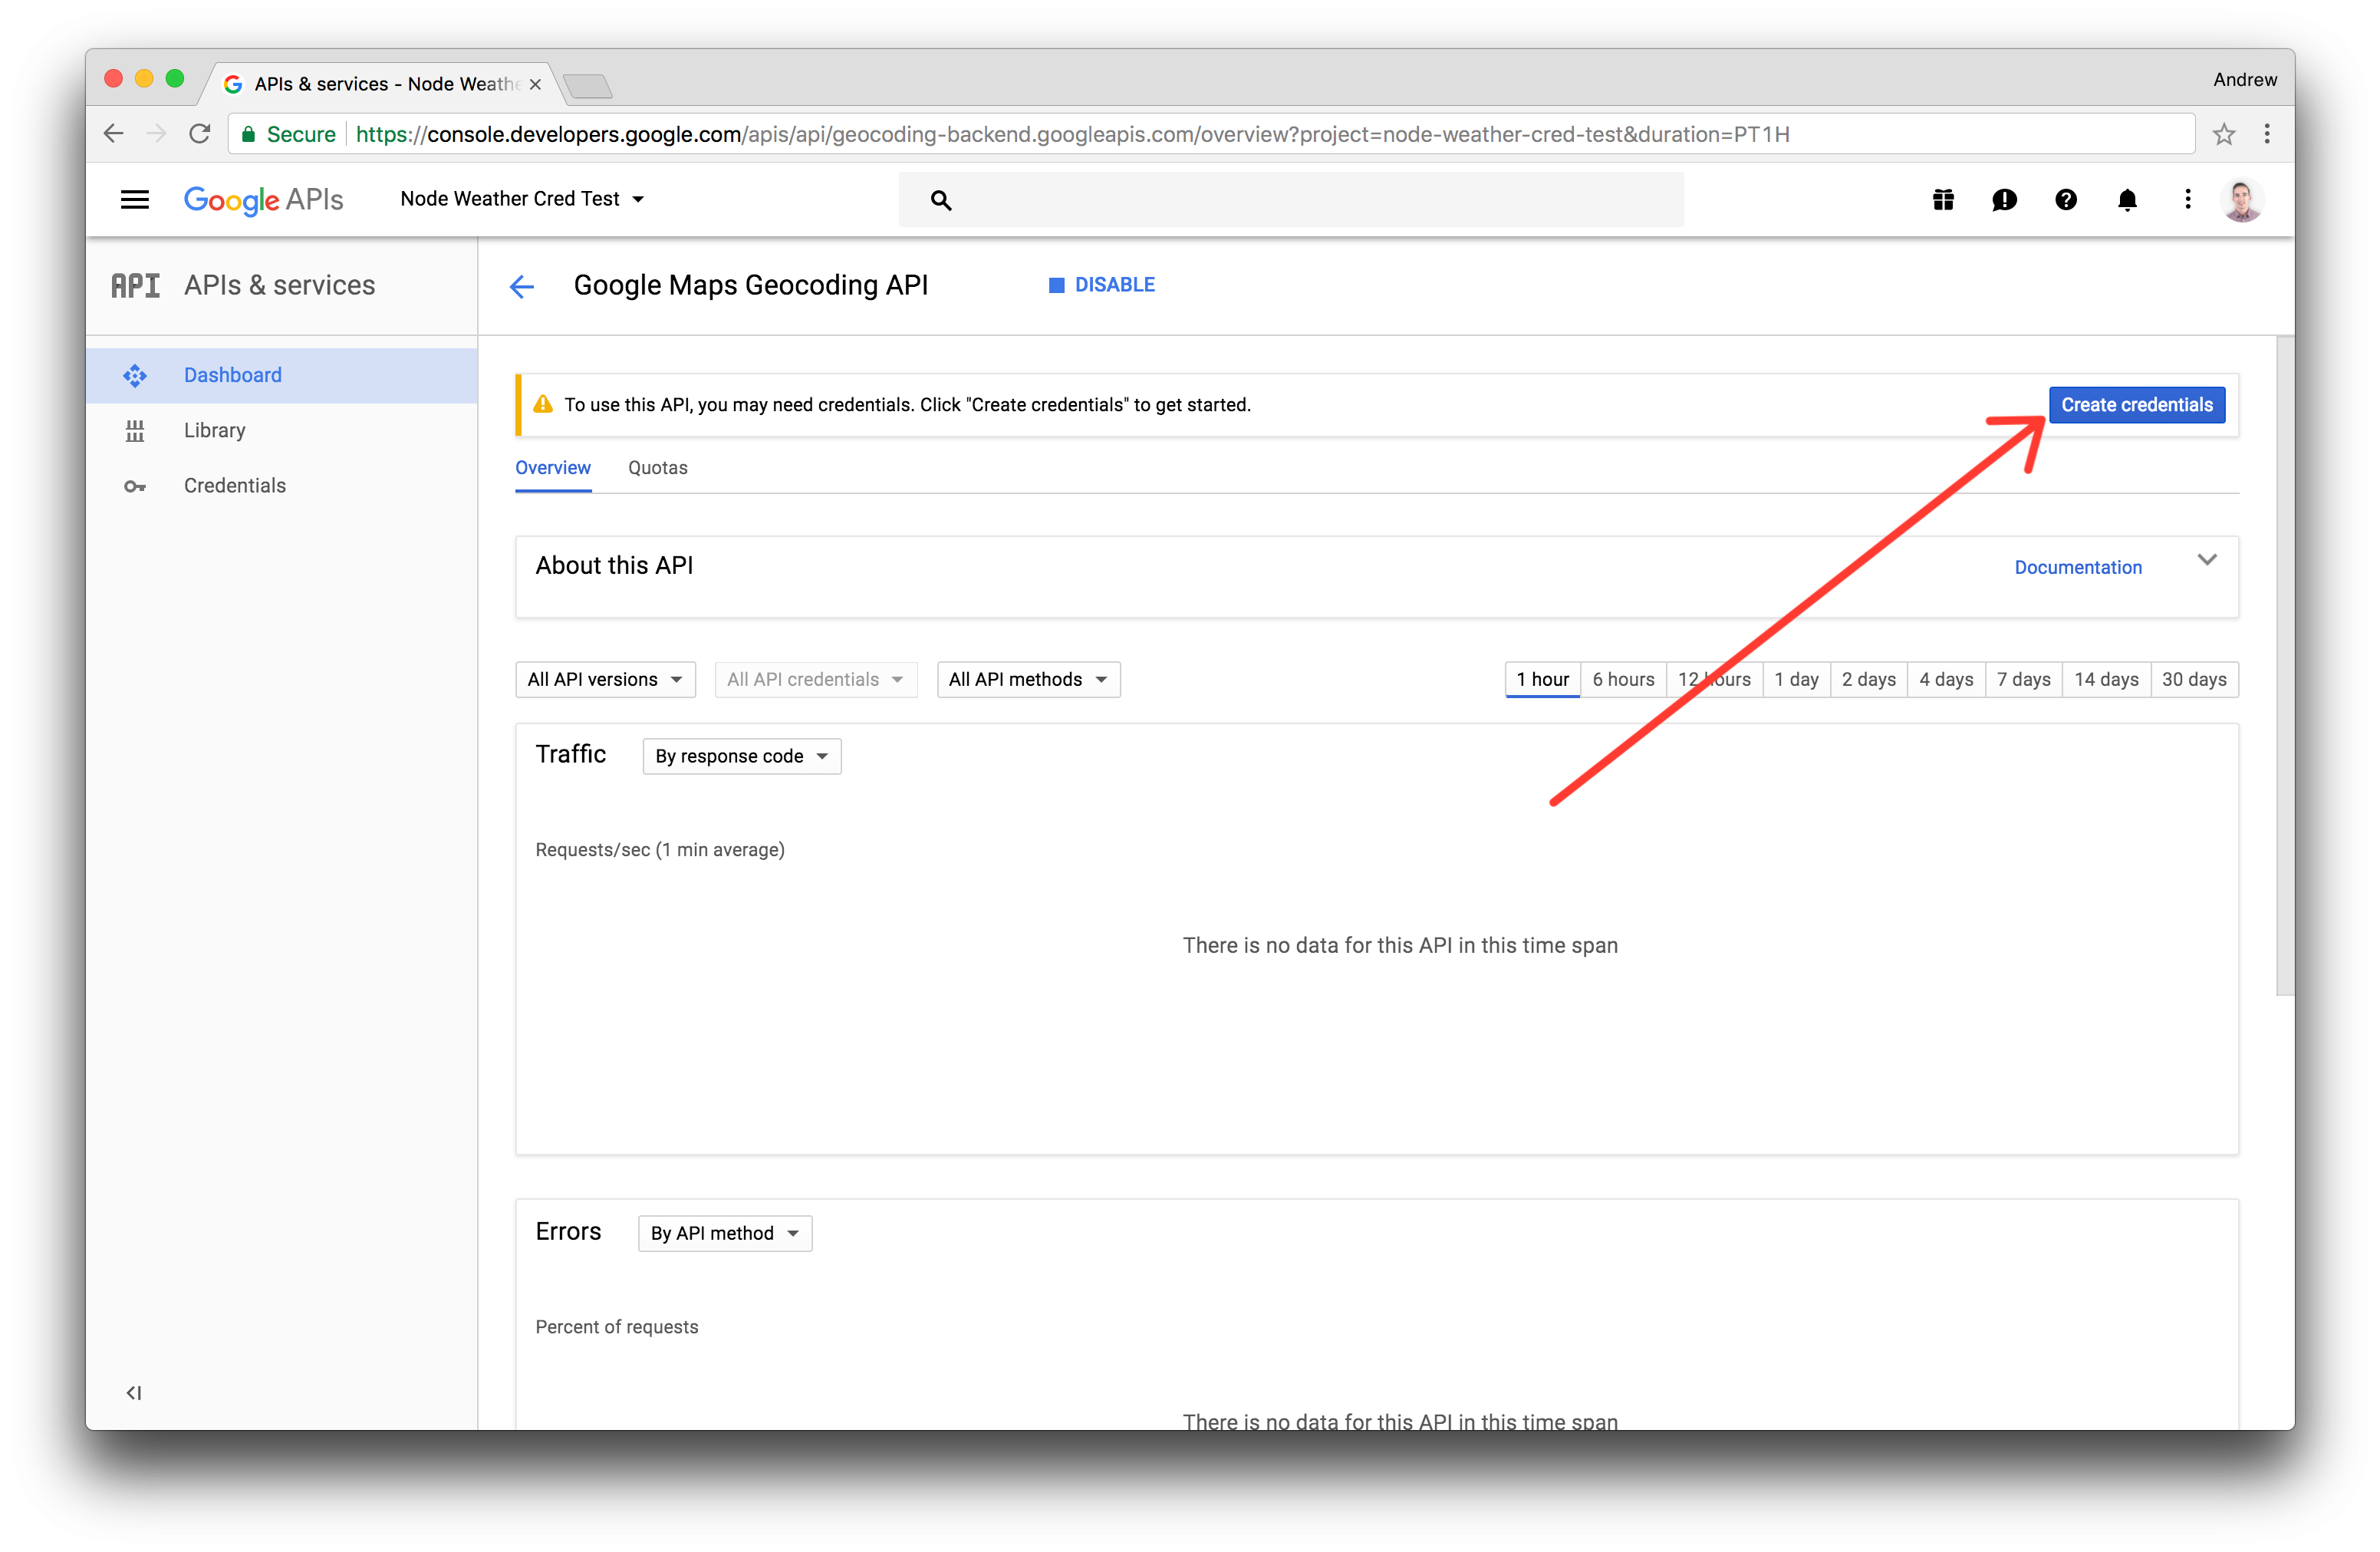 APIs & services - Node Weathe
Andrew
Secure https://console.developers.google.com/apis/api/geocoding-backend.googleapis.com/overview?project=node-weather-cred-test&duration=PT1H
Google APIs Node Weather Cred Test
API APIs & services
Google Maps Geocoding API DISABLE
Dashboard
Library
Credentials
To use this API, you may need credentials. Click "Create credentials" to get started. Create credentials
Overview Quotas
About this API Documentation
All API versions All API credentials All API methods 1 hour 6 hours 12 hours 1 day 2 days 4 days 7 days 14 days 30 days
Traffic By response code
Requests/sec (1 min average)
There is no data for this API in this time span
Errors By API method
Percent of requests
There is no data for this API in this time span